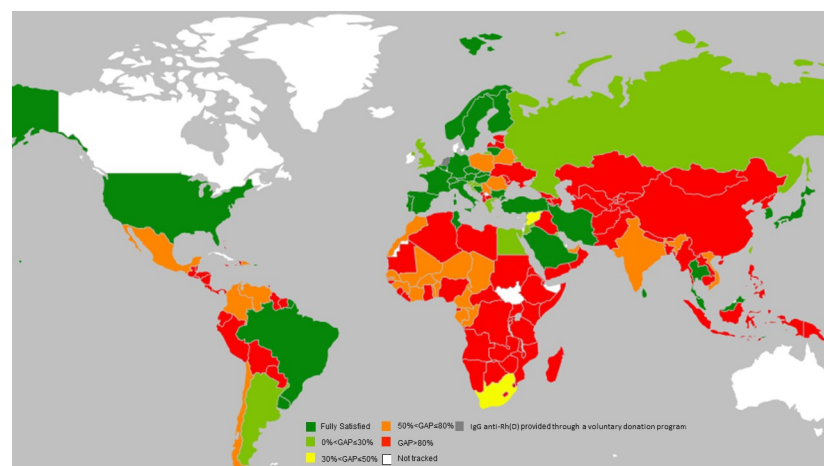 Fully Satisfied
50%<GAP≤80%
IgG anti-Rh(D) provided through a voluntary donation program
0%<GAP≤30%
GAP>80%
30%<GAP≤50%
Not tracked